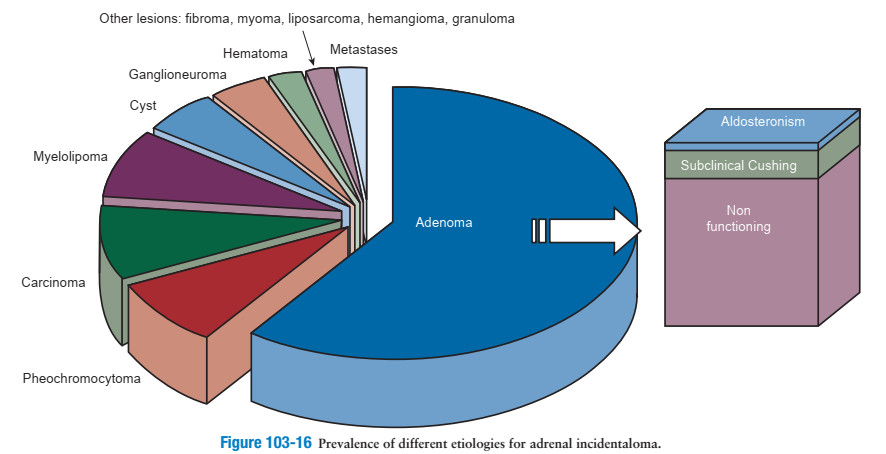 Other lesions: fibroma, myoma, liposarcoma, hemangioma, granuloma
Metastases
Hematoma
Ganglioneuroma
Cyst
Myelolipoma
Carcinoma
Pheochromocytoma
Adenoma
Aldosteronism
Subclinical Cushing
Non
functioning
Figure 103-16 Prevalence of different etiologies for adrenal incidentaloma.